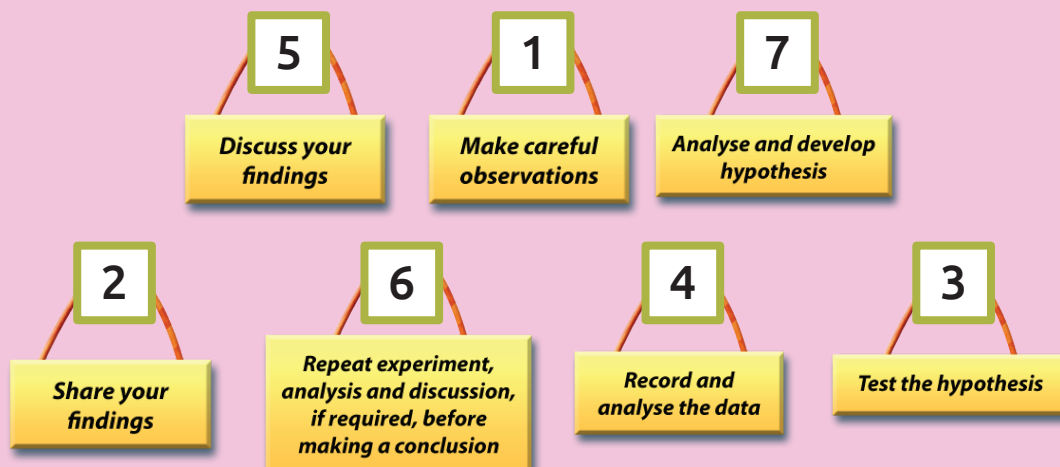 5
Discuss your
findings
1
Make careful
observations
7
Analyse and develop
hypothesis
2
Share your
findings
6
Repeat experiment,
analysis and discussion,
if required, before
making a conclusion
4
Record and
analyse the data
3
Test the hypothesis